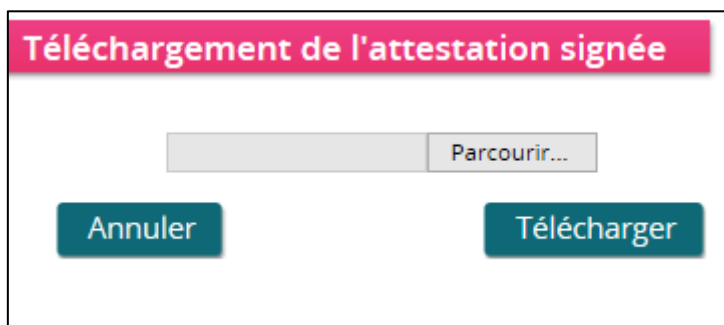 Téléchargement de l'attestation signée
Parcourir...
Annuler
Télécharger